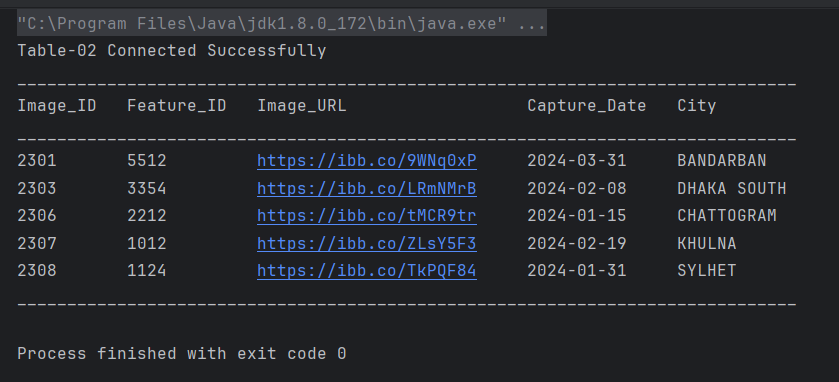 "C:\Program Files\Java\jdk1.8.0_172\bin\java.exe" ...
Table-02 Connected Successfully
______________________________________________________________________________
Image_ID   Feature_ID   Image_URL                  Capture_Date   City
______________________________________________________________________________
2301       5512         https://ibb.co/9WNq0xP     2024-03-31     BANDARBAN
2303       3354         https://ibb.co/LRmNMrB     2024-02-08     DHAKA SOUTH
2306       2212         https://ibb.co/tMCR9tr     2024-01-15     CHATTOGRAM
2307       1012         https://ibb.co/ZLsY5F3     2024-02-19     KHULNA
2308       1124         https://ibb.co/TkPQF84     2024-01-31     SYLHET
______________________________________________________________________________
Process finished with exit code 0